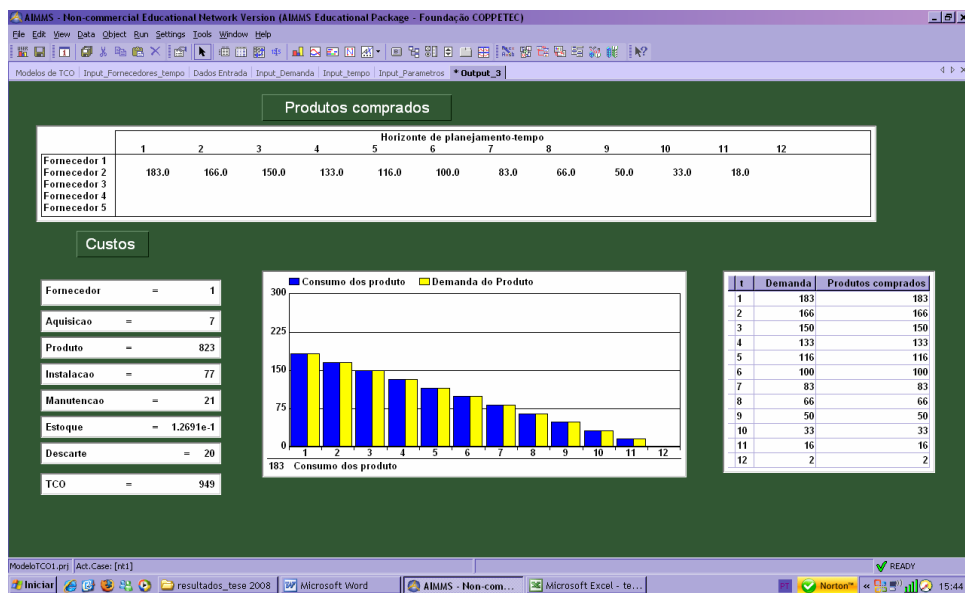 AIMMS - Non-commercial Educational Network Version (AIMMS Educational Package - Foundação COPPETEC)
File Edit View Data Object Run Settings Tools Window Help
Modelos de TCO Input_Fornecedores_tempo Dados Entrada Input_Demanda Input_tempo Input_Parametros * Output_3
Produtos comprados
Horizonte de planejamento-tempo
1 2 3 4 5 6 7 8 9 10 11 12
Fornecedor 1
Fornecedor 2 183.0 166.0 150.0 133.0 116.0 100.0 83.0 66.0 50.0 33.0 18.0
Fornecedor 3
Fornecedor 4
Fornecedor 5
Custos
Fornecedor = 1
Aquisicao = 7
Produto = 823
Instalacao = 77
Manutencao = 21
Estoque = 1.2691e-1
Descarte = 20
TCO = 949
Consumo dos produto Demanda do Produto
300
225
150
75
0
1 2 3 4 5 6 7 8 9 10 11 12
183 Consumo dos produto
t Demanda Produtos comprados
1 183 183
2 166 166
3 150 150
4 133 133
5 116 116
6 100 100
7 83 83
8 66 66
9 50 50
10 33 33
11 16 16
12 2 2
ModeloTCO1.prj Act.Case: [nt1] READY
Iniciar resultados_tese 2008 Microsoft Word AIMMS - Non-com... Microsoft Excel - te... PT Norton™ 15:44